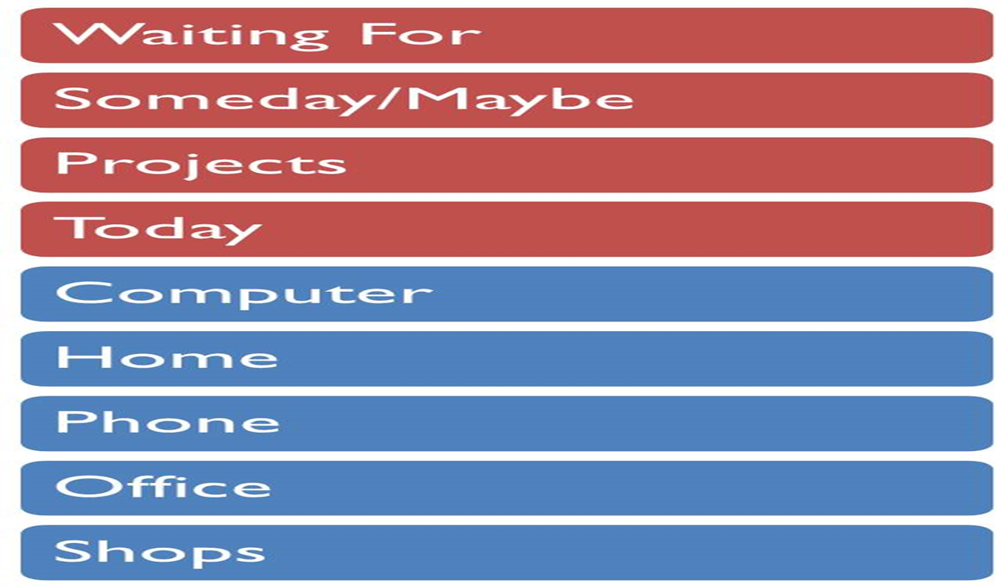 Waiting For
Someday/Maybe
Projects
Today
Computer
Home
Phone
Office
Shops